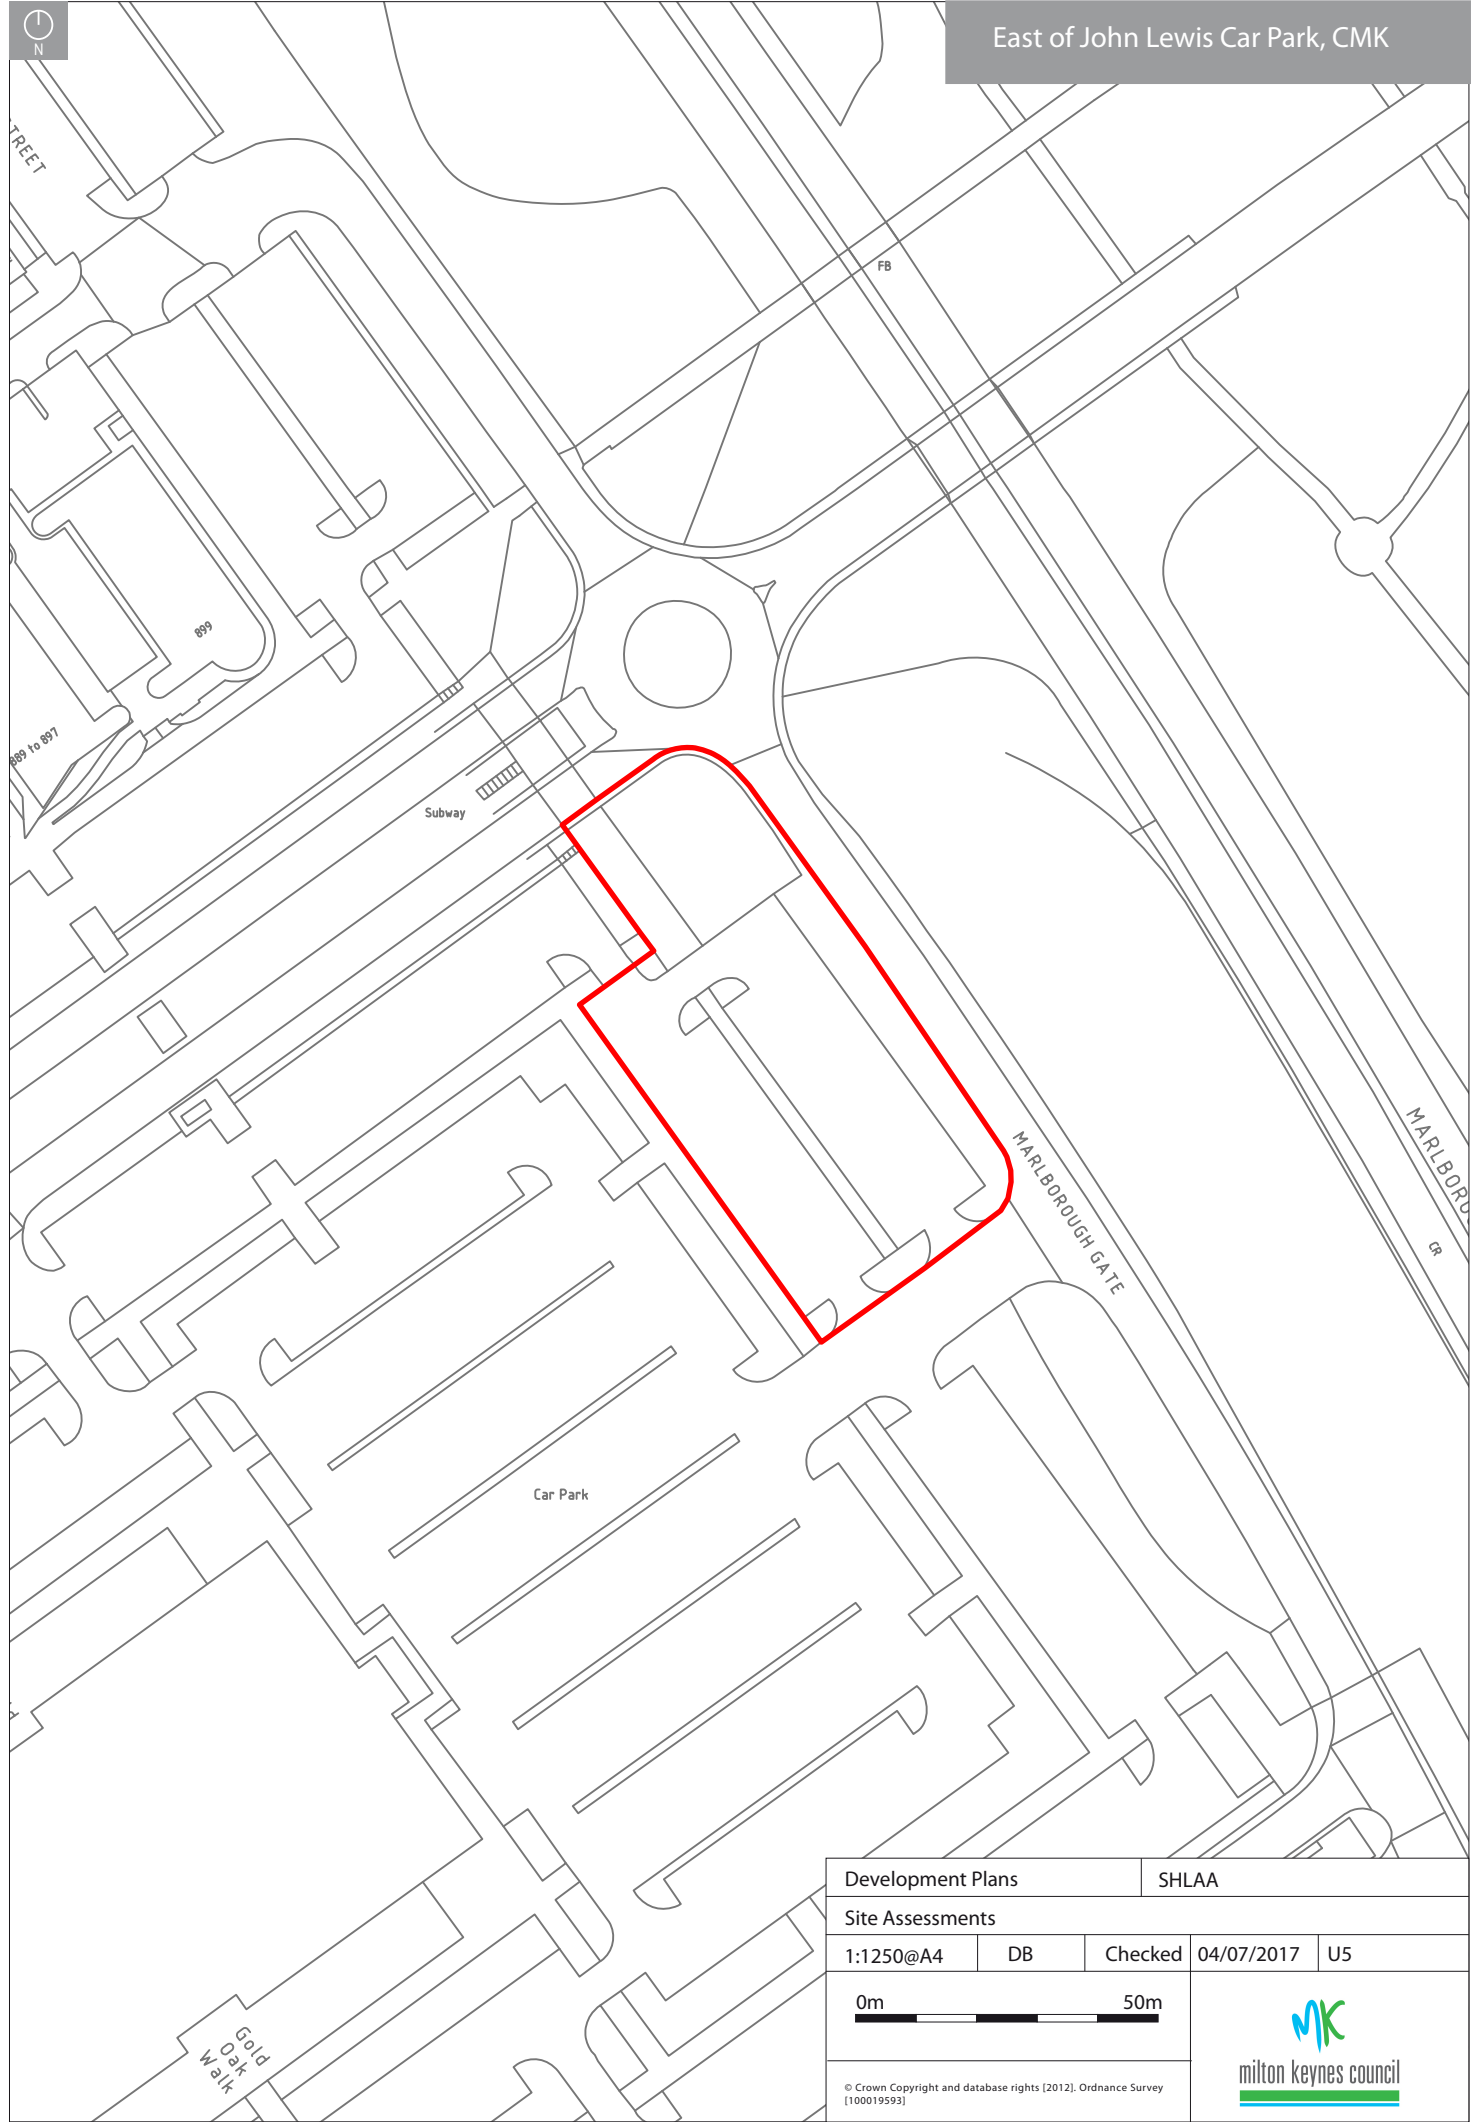 N
East of John Lewis Car Park, CMK
TREET
FB
899
889 to 897
Subway
MARLBOROUGH GATE
MARLBORO
CR
Car Park
Gold
Oak
Walk
Development Plans SHLAA
Site Assessments
1:1250@A4 DB Checked 04/07/2017 U5
0m 50m
MK
milton keynes council
© Crown Copyright and database rights [2012]. Ordnance Survey
[100019593]